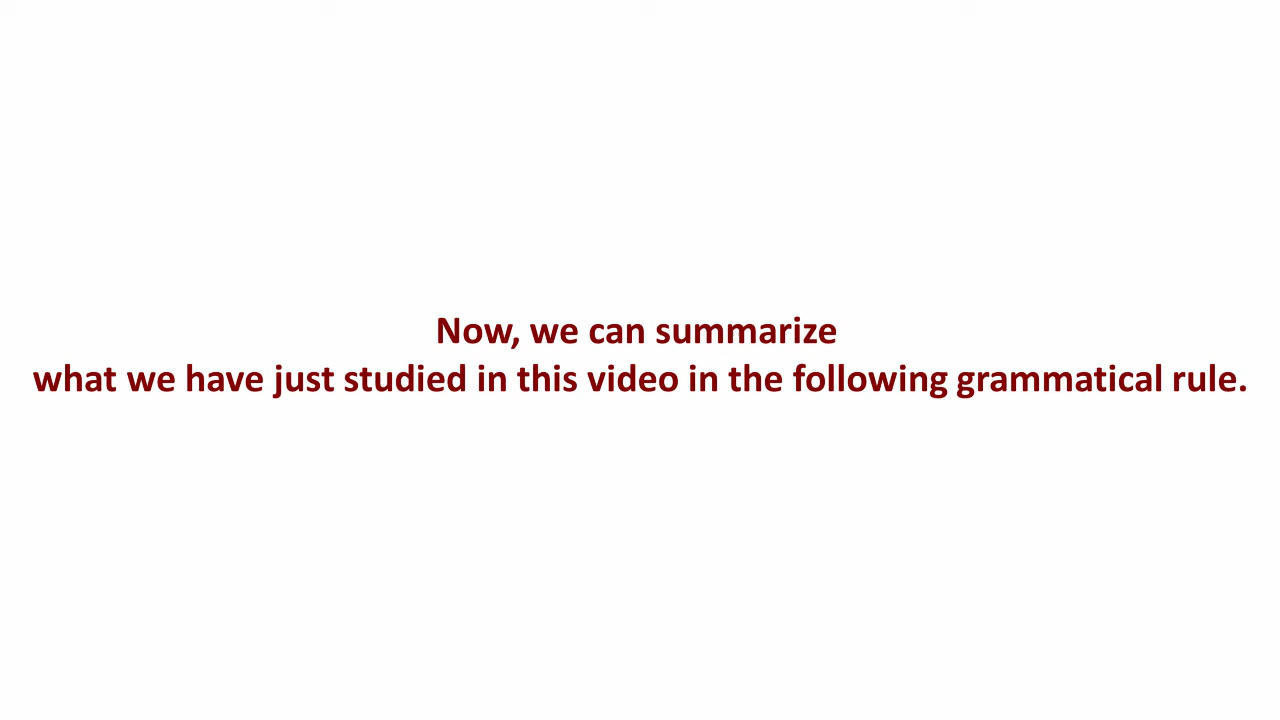 Now, we can summarize
what we have just studied in this video in the following grammatical rule.